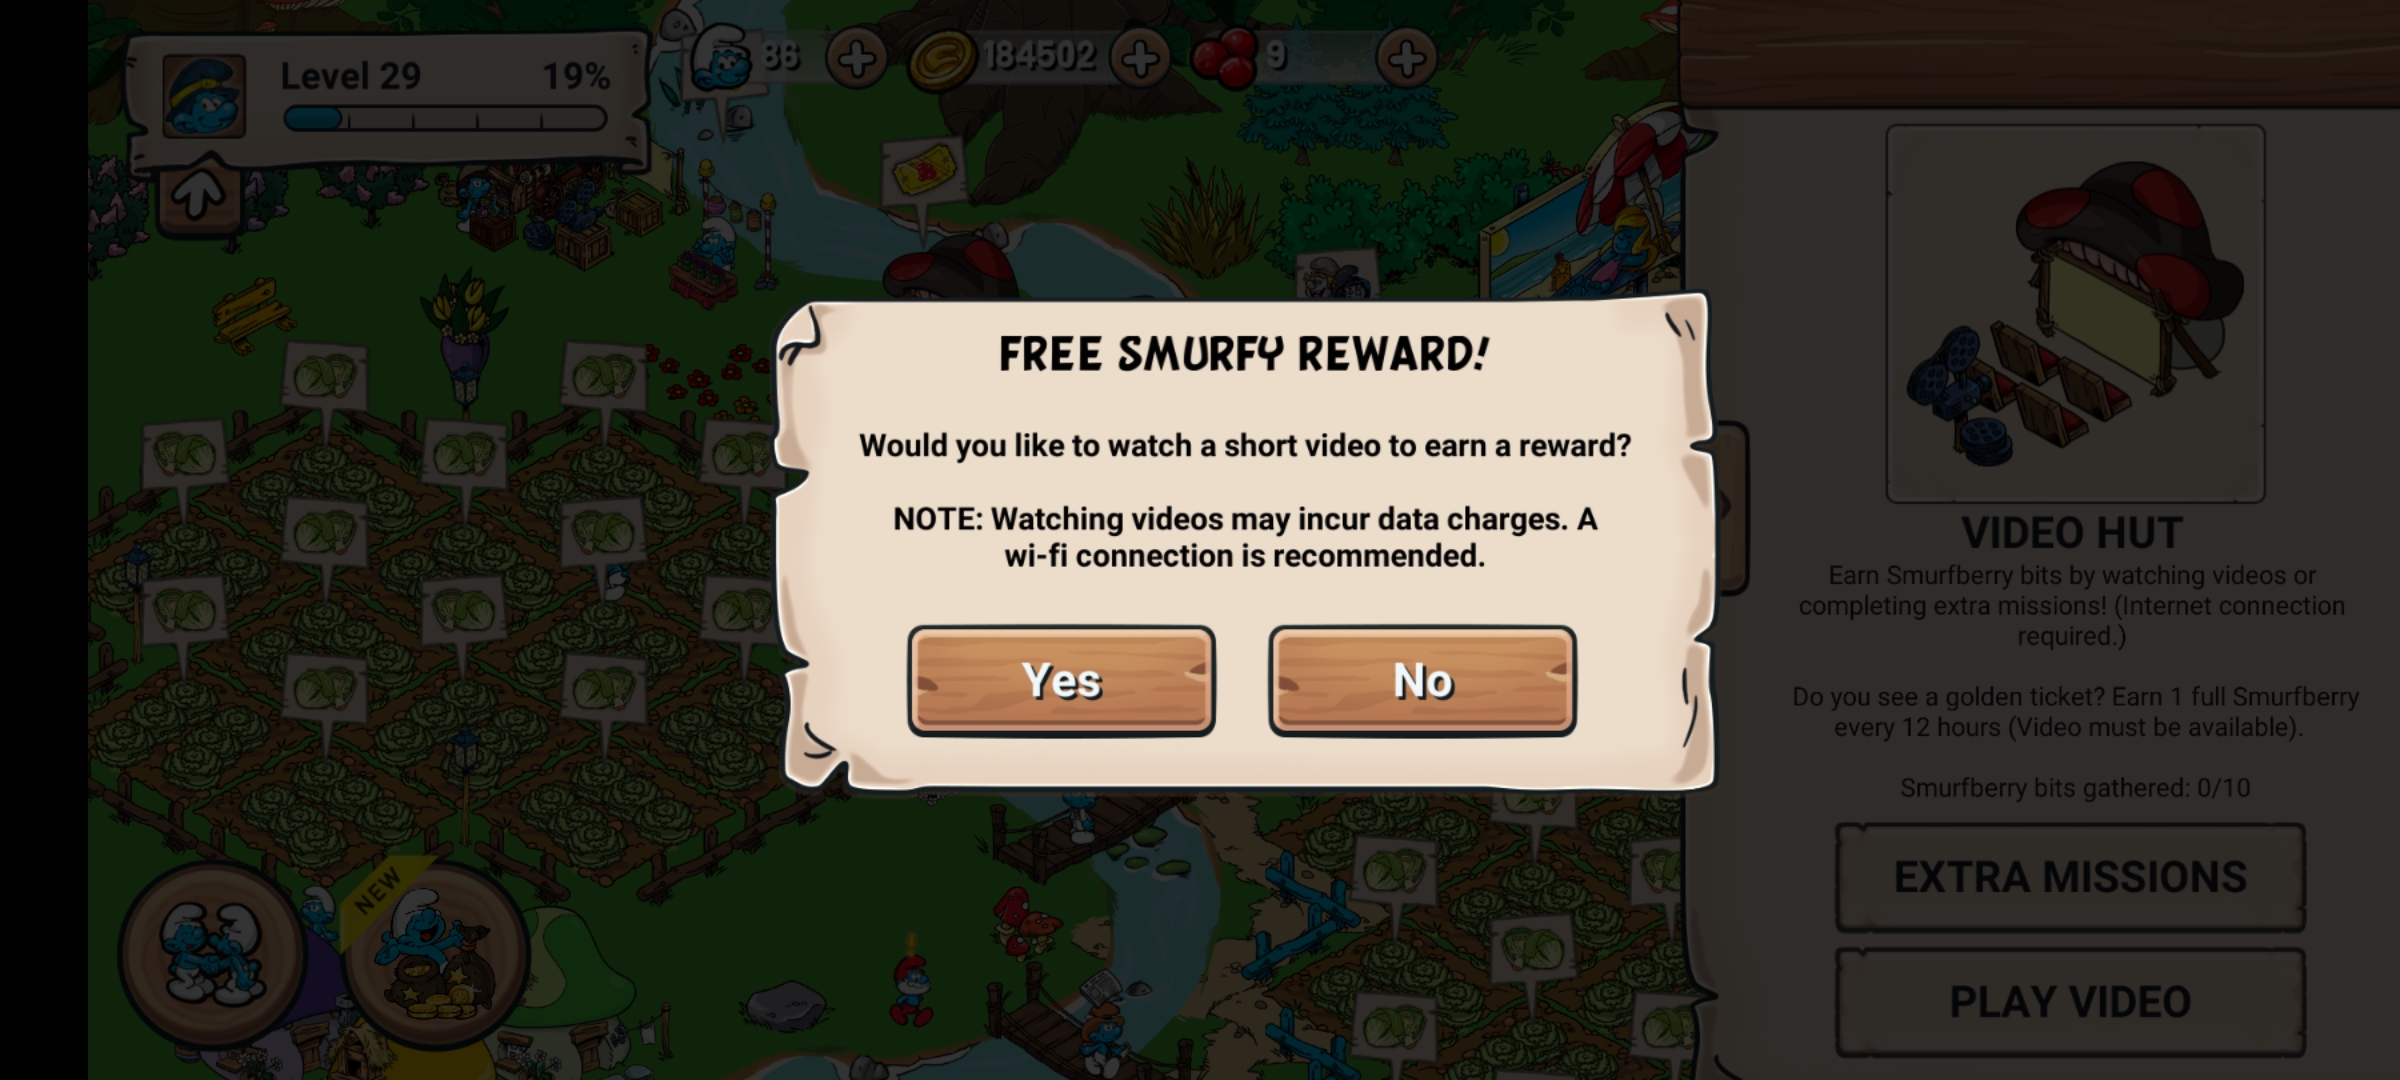 Level 29 19%
86
184502
9
FREE SMURFY REWARD!
Would you like to watch a short video to earn a reward?
NOTE: Watching videos may incur data charges. A
wi-fi connection is recommended.
Yes
No
VIDEO HUT
Earn Smurfberry bits by watching videos or
completing extra missions! (Internet connection
required.)
Do you see a golden ticket? Earn 1 full Smurfberry
every 12 hours (Video must be available).
Smurfberry bits gathered: 0/10
EXTRA MISSIONS
PLAY VIDEO
NEW